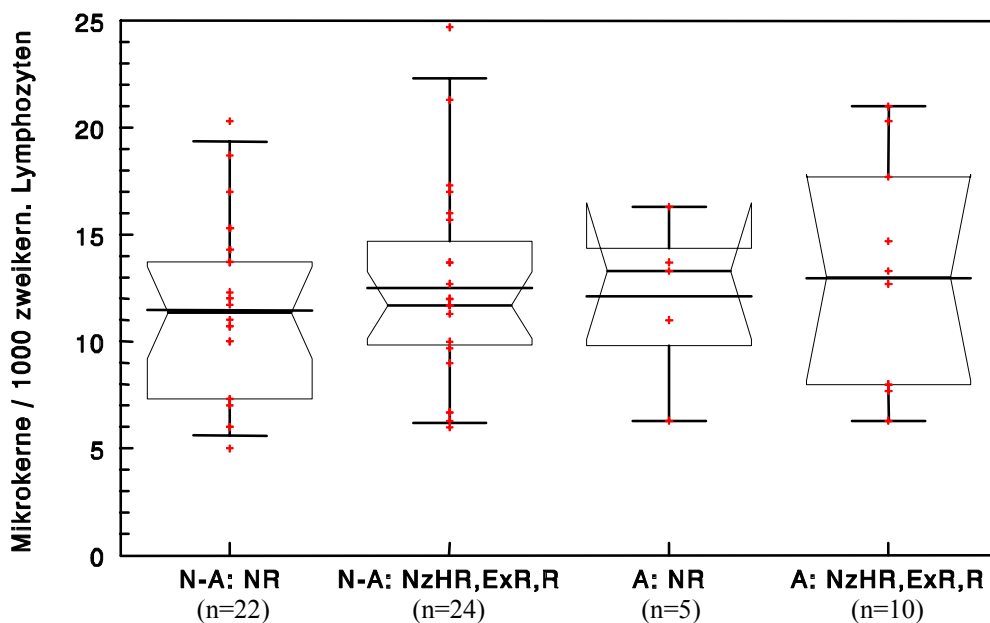 Mikrokerne / 1000 zweikern. Lymphozyten
25
20
15
10
5
0
N-A: NR N-A: NzHR,ExR,R A: NR A: NzHR,ExR,R
(n=22) (n=24) (n=5) (n=10)